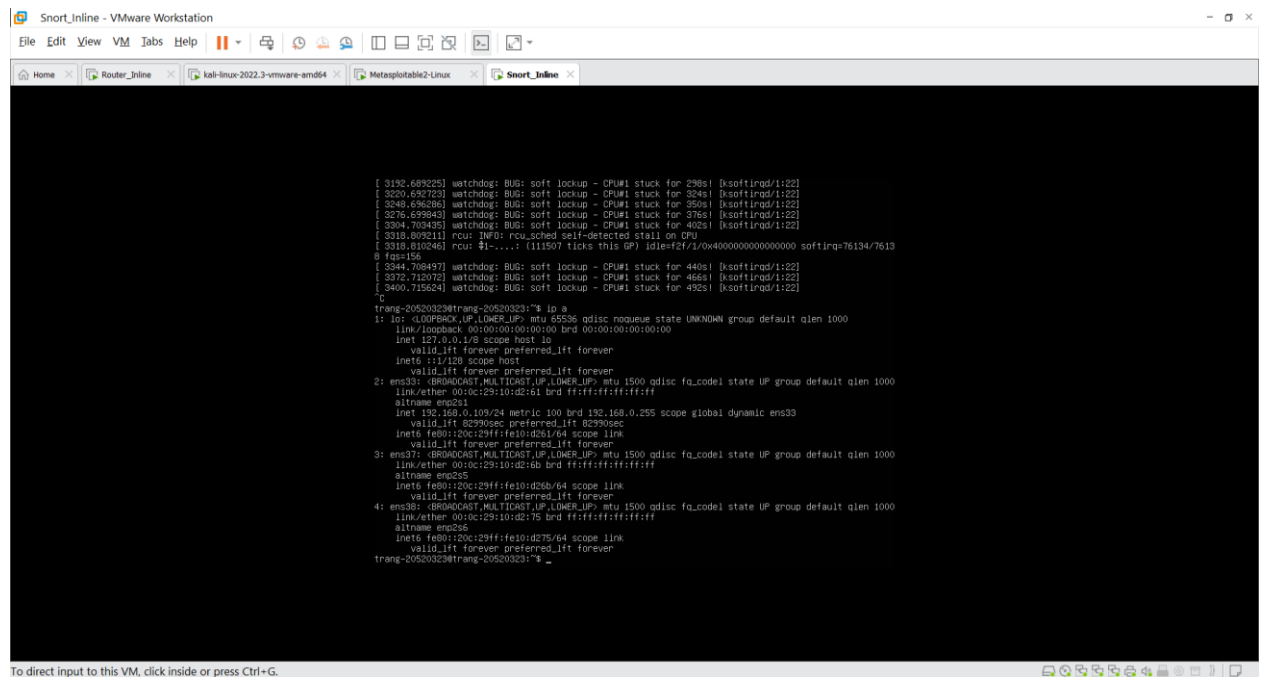 Snort_Inline - VMware Workstation
File Edit View VM Tabs Help
Home
Router_Inline
kali-linux-2022.3-vmware-amd64
Metasploitable2-Linux
Snort_Inline
[ 3192.689225] watchdog: BUG: soft lockup - CPU#1 stuck for 298s! [ksoftirqd/1:22]
[ 3220.692723] watchdog: BUG: soft lockup - CPU#1 stuck for 324s! [ksoftirqd/1:22]
[ 3248.696286] watchdog: BUG: soft lockup - CPU#1 stuck for 350s! [ksoftirqd/1:22]
[ 3276.699843] watchdog: BUG: soft lockup - CPU#1 stuck for 376s! [ksoftirqd/1:22]
[ 3304.703435] watchdog: BUG: soft lockup - CPU#1 stuck for 402s! [ksoftirqd/1:22]
[ 3318.809211] rcu: INFO: rcu_sched self-detected stall on CPU
[ 3318.810246] rcu: 1-....: (111507 ticks this GP) idle=f2f/1/0x4000000000000000 softirq=76134/7613
8 fqs=156
[ 3344.708497] watchdog: BUG: soft lockup - CPU#1 stuck for 440s! [ksoftirqd/1:22]
[ 3372.712072] watchdog: BUG: soft lockup - CPU#1 stuck for 466s! [ksoftirqd/1:22]
[ 3400.715624] watchdog: BUG: soft lockup - CPU#1 stuck for 492s! [ksoftirqd/1:22]
^C
trang-20520323@trang-20520323:~$ ip a
1: lo: <LOOPBACK,UP,LOWER_UP> mtu 65536 qdisc noqueue state UNKNOWN group default qlen 1000
link/loopback 00:00:00:00:00:00 brd 00:00:00:00:00:00
inet 127.0.0.1/8 scope host lo
valid_lft forever preferred_lft forever
inet6 ::1/128 scope host
valid_lft forever preferred_lft forever
2: ens33: <BROADCAST,MULTICAST,UP,LOWER_UP> mtu 1500 qdisc fq_codel state UP group default qlen 1000
link/ether 00:0c:29:10:d2:61 brd ff:ff:ff:ff:ff:ff
altname enp2s1
inet 192.168.0.109/24 metric 100 brd 192.168.0.255 scope global dynamic ens33
valid_lft 82990sec preferred_lft 82990sec
inet6 fe80::20c:29ff:fe10:d261/64 scope link
valid_lft forever preferred_lft forever
3: ens37: <BROADCAST,MULTICAST,UP,LOWER_UP> mtu 1500 qdisc fq_codel state UP group default qlen 1000
link/ether 00:0c:29:10:d2:6b brd ff:ff:ff:ff:ff:ff
altname enp2s5
inet6 fe80::20c:29ff:fe10:d26b/64 scope link
valid_lft forever preferred_lft forever
4: ens38: <BROADCAST,MULTICAST,UP,LOWER_UP> mtu 1500 qdisc fq_codel state UP group default qlen 1000
link/ether 00:0c:29:10:d2:75 brd ff:ff:ff:ff:ff:ff
altname enp2s6
inet6 fe80::20c:29ff:fe10:d275/64 scope link
valid_lft forever preferred_lft forever
trang-20520323@trang-20520323:~$ _
To direct input to this VM, click inside or press Ctrl+G.